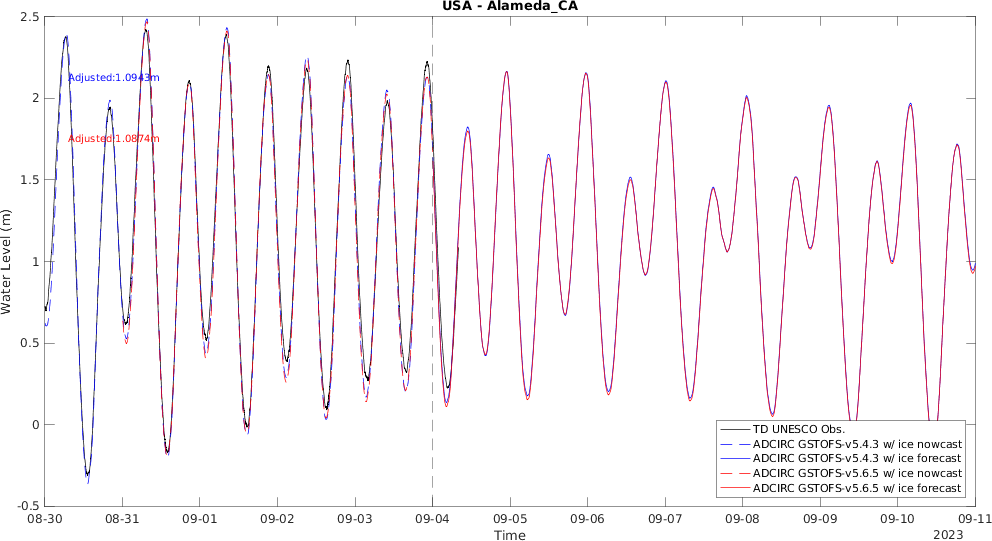 USA - Alameda_CA
2.5
2
1.5
1
0.5
0
-0.5
Water Level (m)
Adjusted:1.0943m
Adjusted:1.0874m
TD UNESCO Obs.
ADCIRC GSTOFS-v5.4.3 w/ ice nowcast
ADCIRC GSTOFS-v5.4.3 w/ ice forecast
ADCIRC GSTOFS-v5.6.5 w/ ice nowcast
ADCIRC GSTOFS-v5.6.5 w/ ice forecast
08-30 08-31 09-01 09-02 09-03 09-04 09-05 09-06 09-07 09-08 09-09 09-10 09-11
Time
2023